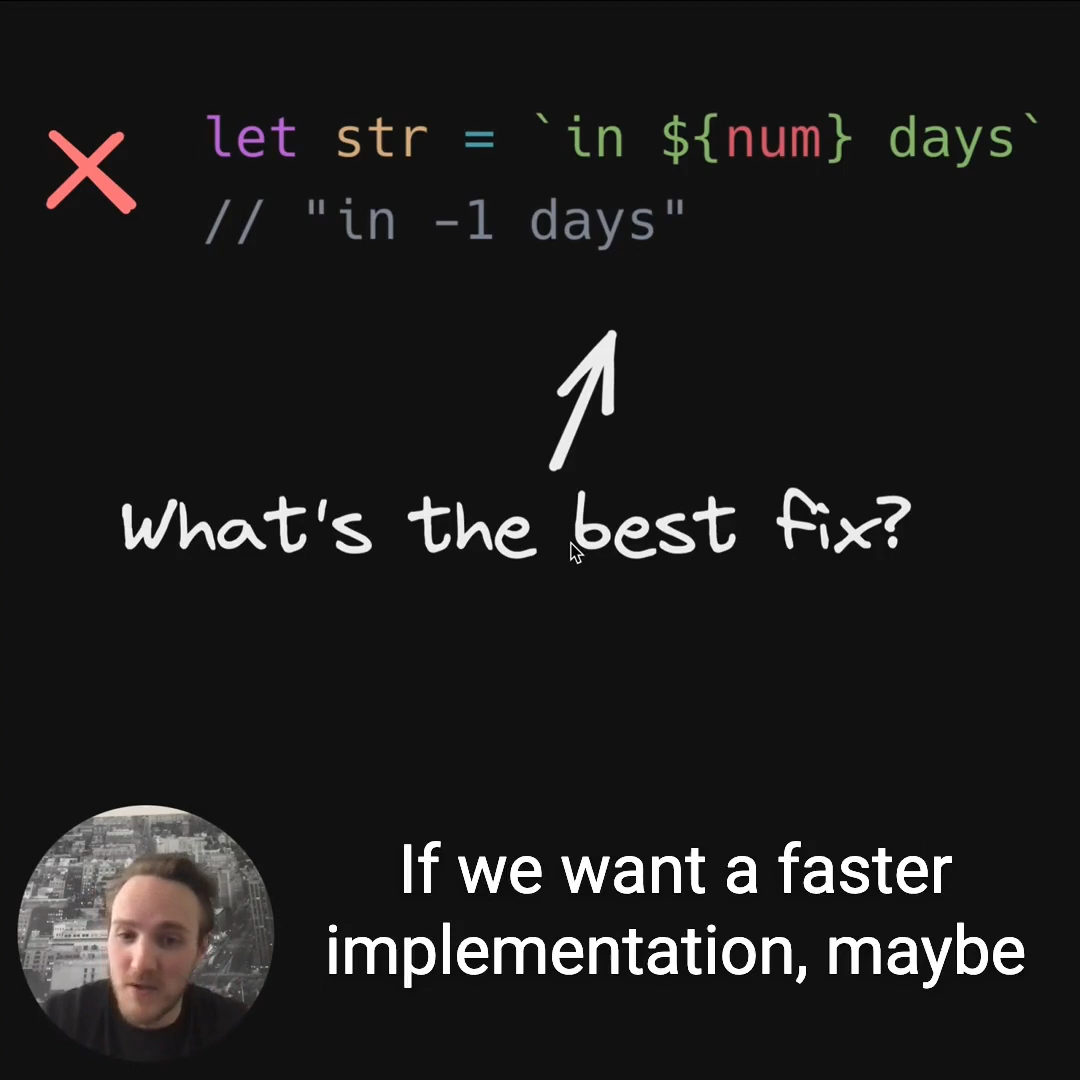 let str = `in ${num} days`
// "in -1 days"
What's the best fix?
If we want a faster
implementation, maybe